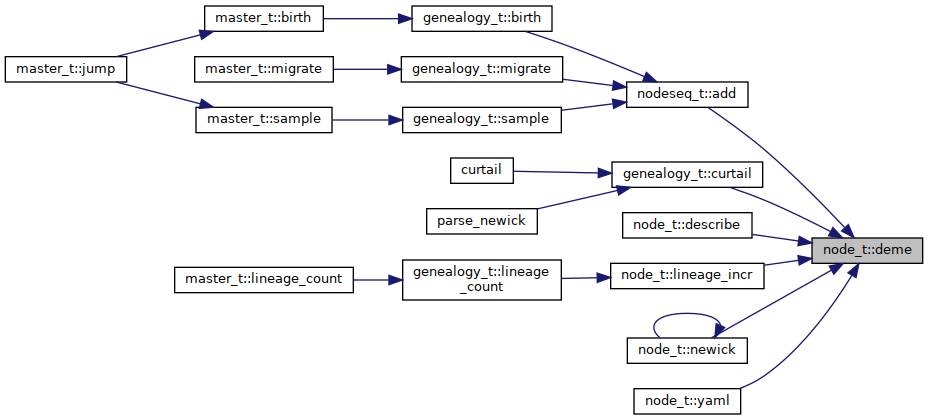 master_t::birth
genealogy_t::birth
master_t::jump
master_t::migrate
genealogy_t::migrate
nodeseq_t::add
master_t::sample
genealogy_t::sample
curtail
genealogy_t::curtail
parse_newick
node_t::describe
node_t::deme
master_t::lineage_count
genealogy_t::lineage
_count
node_t::lineage_incr
node_t::newick
node_t::yaml